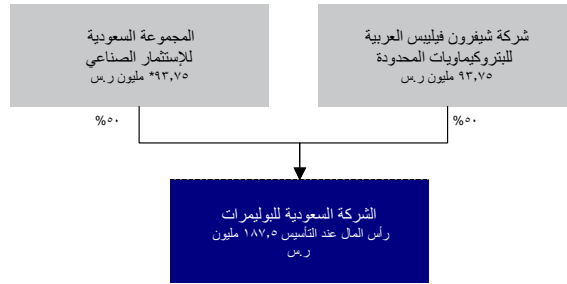 شركة شيفرون فيليبس العربية
للبتروكيماويات المحدودة
٩٣,٧٥ مليون ر.س
المجموعة السعودية
للإستثمار الصناعي
٩٣,٧٥* مليون ر.س
%٥٠
%٥٠
الشركة السعودية للبوليمرات
رأس المال عند التأسيس ١٨٧,٥ مليون
ر.س